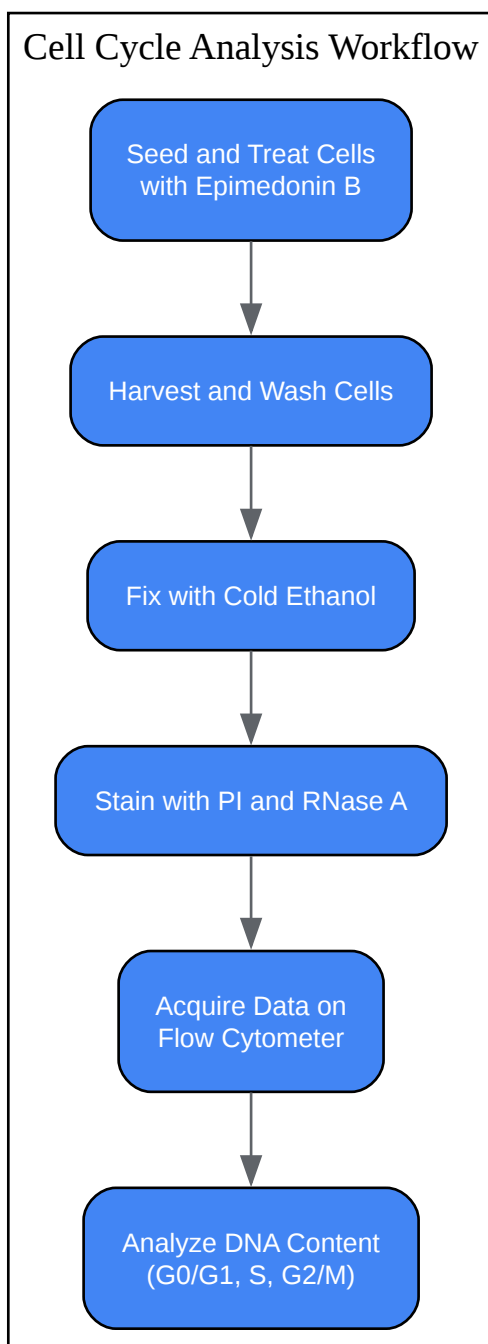 Cell Cycle Analysis Workflow
Seed and Treat Cells
with Epimedonin B
Harvest and Wash Cells
Fix with Cold Ethanol
Stain with PI and RNase A
Acquire Data on
Flow Cytometer
Analyze DNA Content
(G0/G1, S, G2/M)